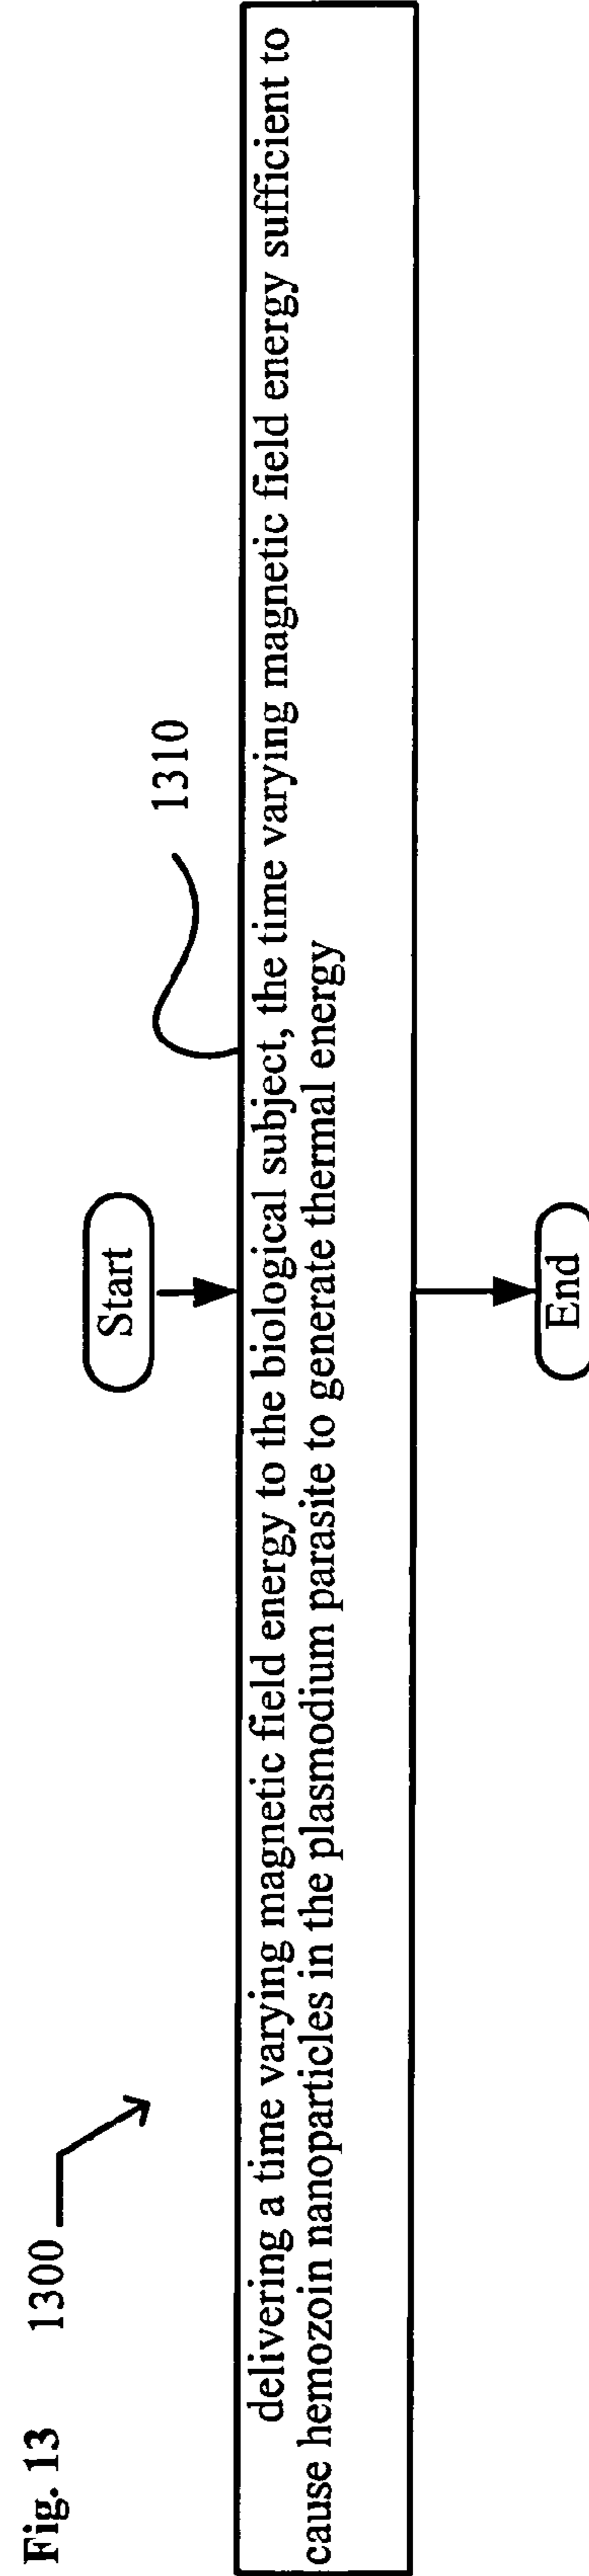 Fig. 13
1300
Start
1310
delivering a time varying magnetic field energy to the biological subject, the time varying magnetic field energy sufficient to
cause hemozoin nanoparticles in the plasmodium parasite to generate thermal energy
End